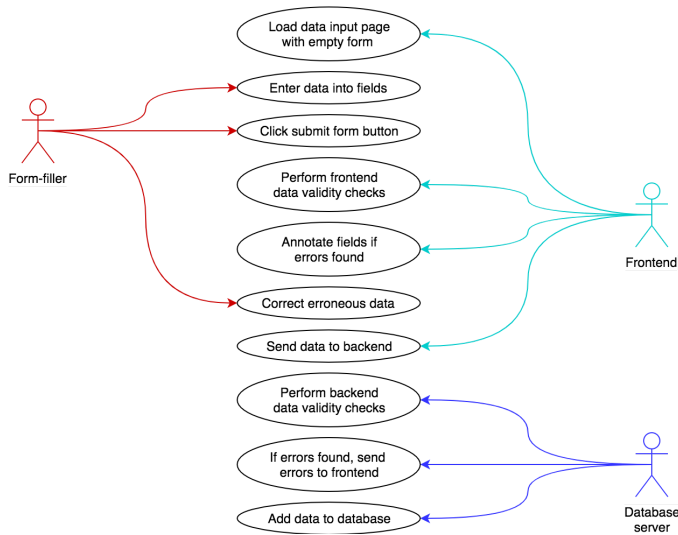 Load data input page
with empty form
Enter data into fields
Click submit form button
Form-filler
Perform frontend
data validity checks
Annotate fields if
errors found
Frontend
Correct erroneous data
Send data to backend
Perform backend
data validity checks
If errors found, send
errors to frontend
Add data to database
Database
server